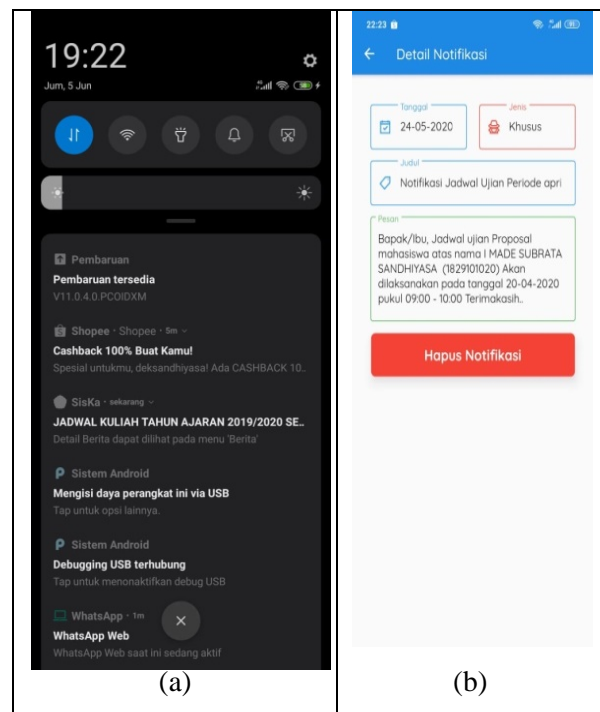 19:22
Jum, 5 Jun
Pembaruan
Pembaruan tersedia
V11.0.4.0.PCOIDXM
Shopee · Shopee · 5m
Cashback 100% Buat Kamu!
Spesial untukmu, deksandhiyasa! Ada CASHBACK 10..
SisKa · sekarang
JADWAL KULIAH TAHUN AJARAN 2019/2020 SE..
Detail Berita dapat dilihat pada menu 'Berita'
Sistem Android
Mengisi daya perangkat ini via USB
Tap untuk opsi lainnya.
Sistem Android
Debugging USB terhubung
Tap untuk menonaktifkan debug USB
WhatsApp · 1m
WhatsApp Web
WhatsApp Web saat ini sedang aktif
(a)
22:23
Detail Notifikasi
Tanggal
24-05-2020
Jenis
Khusus
Judul
Notifikasi Jadwal Ujian Periode apri
Pesan
Bapak/Ibu, Jadwal ujian Proposal
mahasiswa atas nama I MADE SUBRATA
SANDHIYASA (1829101020) Akan
dilaksanakan pada tanggal 20-04-2020
pukul 09:00 - 10:00 Terimakasih..
Hapus Notifikasi
(b)